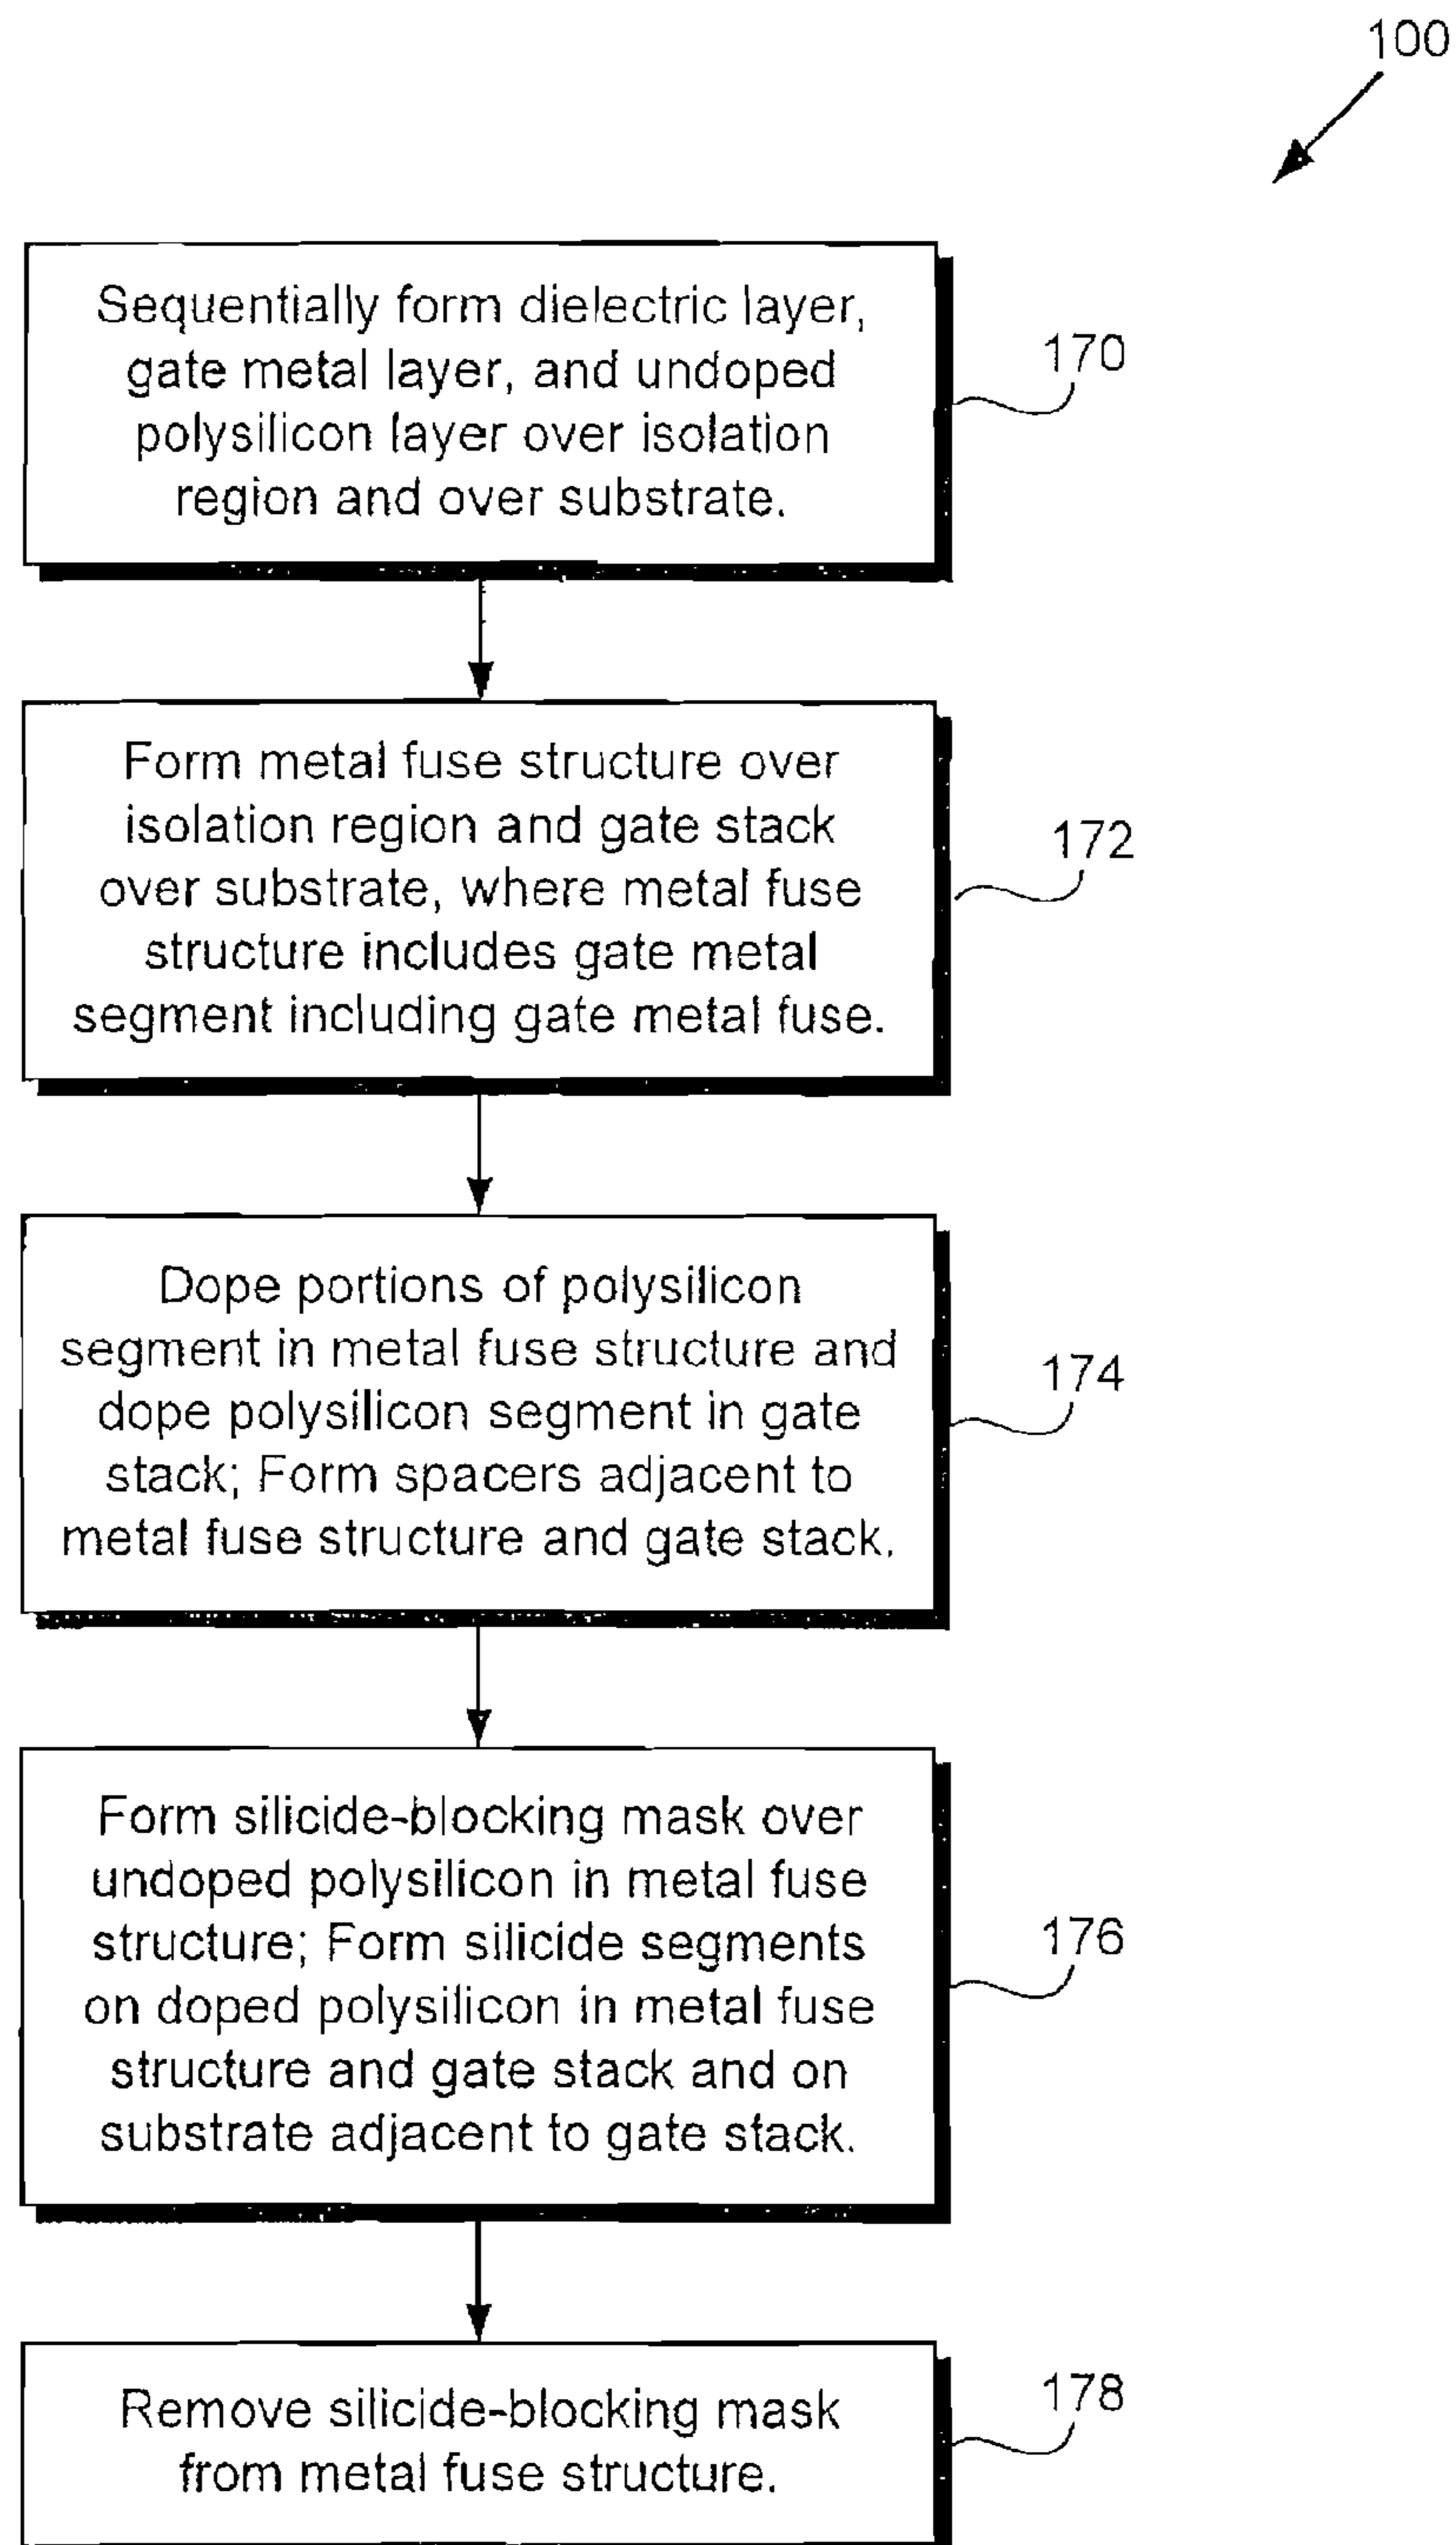 100
Sequentially form dielectric layer,
gate metal layer, and undoped
polysilicon layer over isolation
region and over substrate.
170
Form metal fuse structure over
isolation region and gate stack
over substrate, where metal fuse
structure includes gate metal
segment including gate metal fuse.
172
Dope portions of polysilicon
segment in metal fuse structure and
dope polysilicon segment in gate
stack; Form spacers adjacent to
metal fuse structure and gate stack.
174
Form silicide-blocking mask over
undoped polysilicon in metal fuse
structure; Form silicide segments
on doped polysilicon in metal fuse
structure and gate stack and on
substrate adjacent to gate stack.
176
Remove silicide-blocking mask
from metal fuse structure.
178